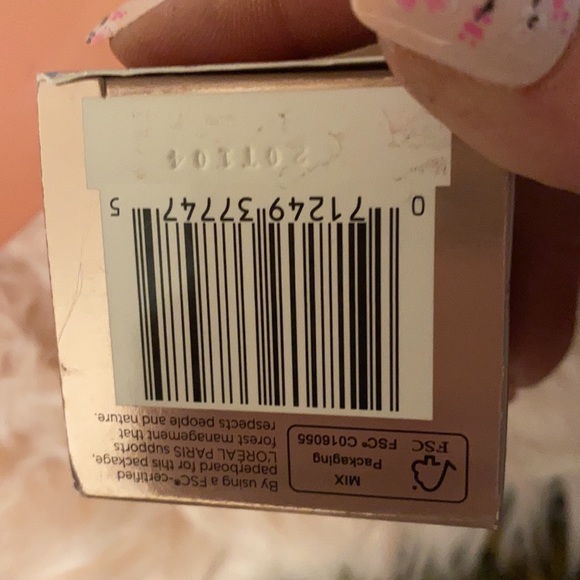 FSC
MIX
Packaging
FSC® C016055
By using a FSC®-certified
paperboard for this package,
L'ORÉAL PARIS supports
forest management that
respects people and nature.
0 71249 37747 5